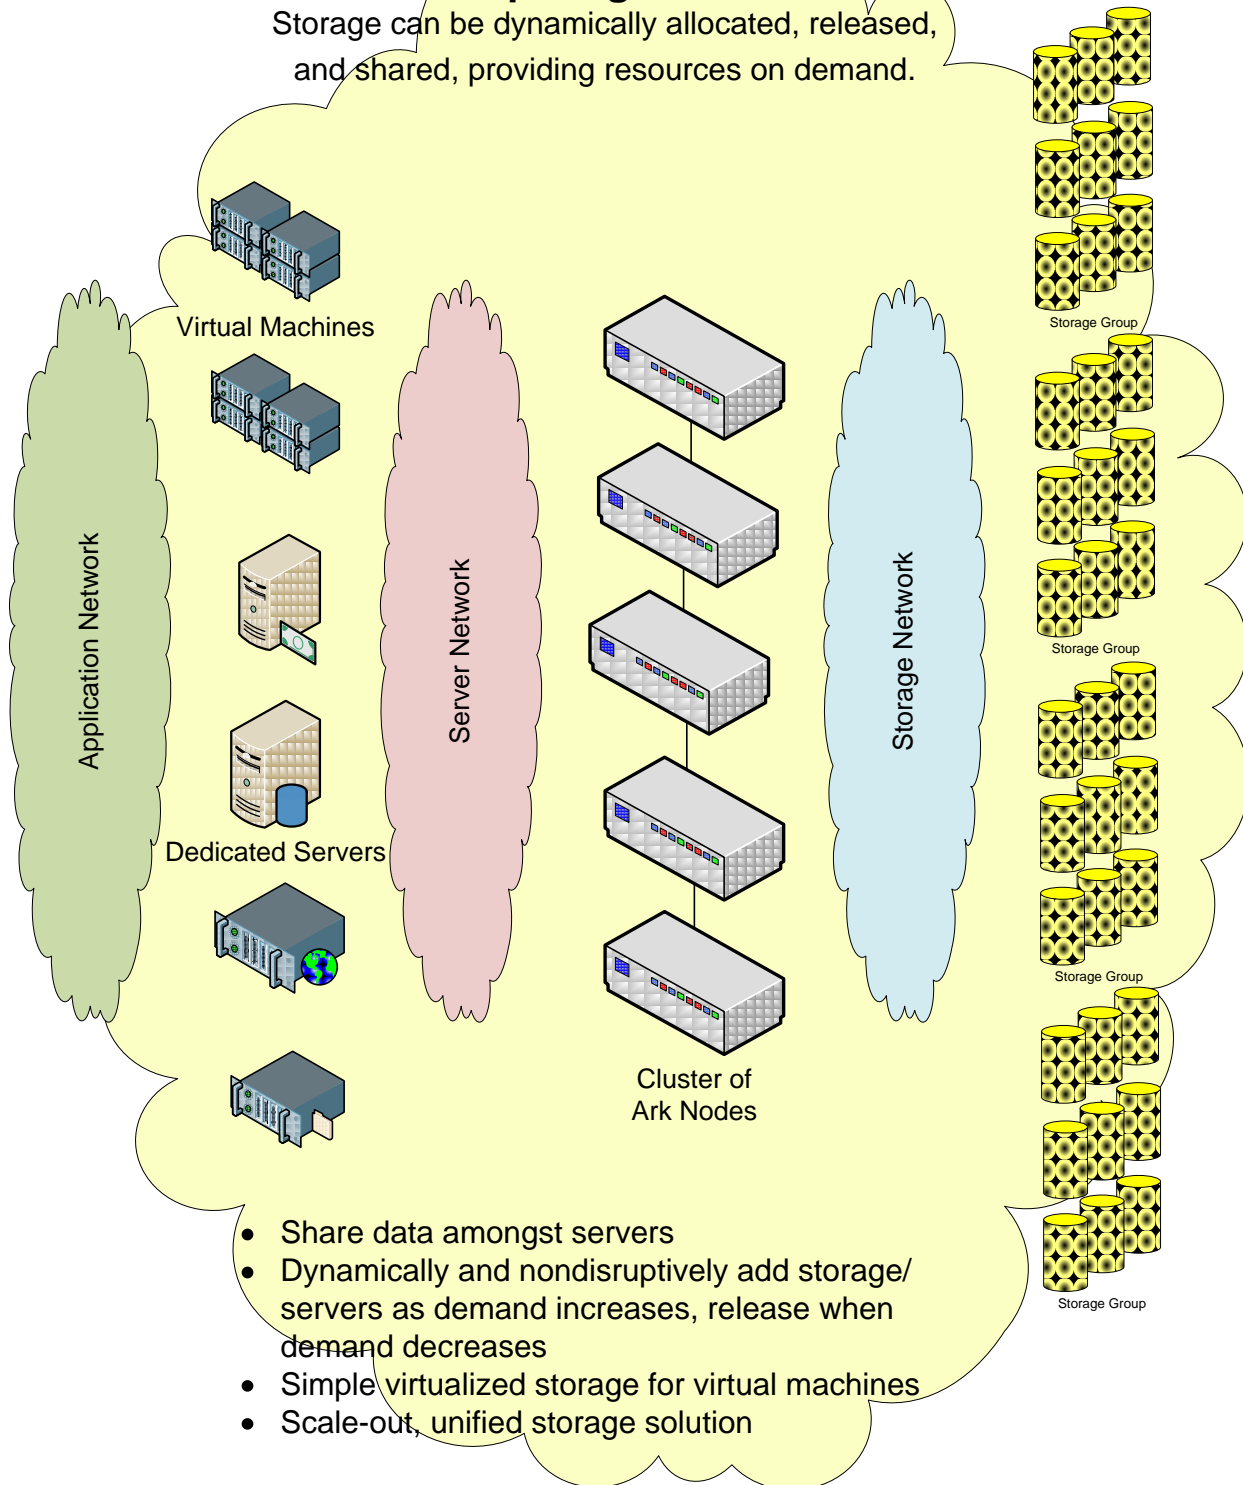 Storage can be dynamically allocated, released,
and shared, providing resources on demand.
Virtual Machines
Application Network
Server Network
Storage Network
Dedicated Servers
Cluster of
Ark Nodes
Storage Group
Storage Group
Storage Group
Storage Group
• Share data amongst servers
• Dynamically and nondisruptively add storage/
servers as demand increases, release when
demand decreases
• Simple virtualized storage for virtual machines
• Scale-out, unified storage solution